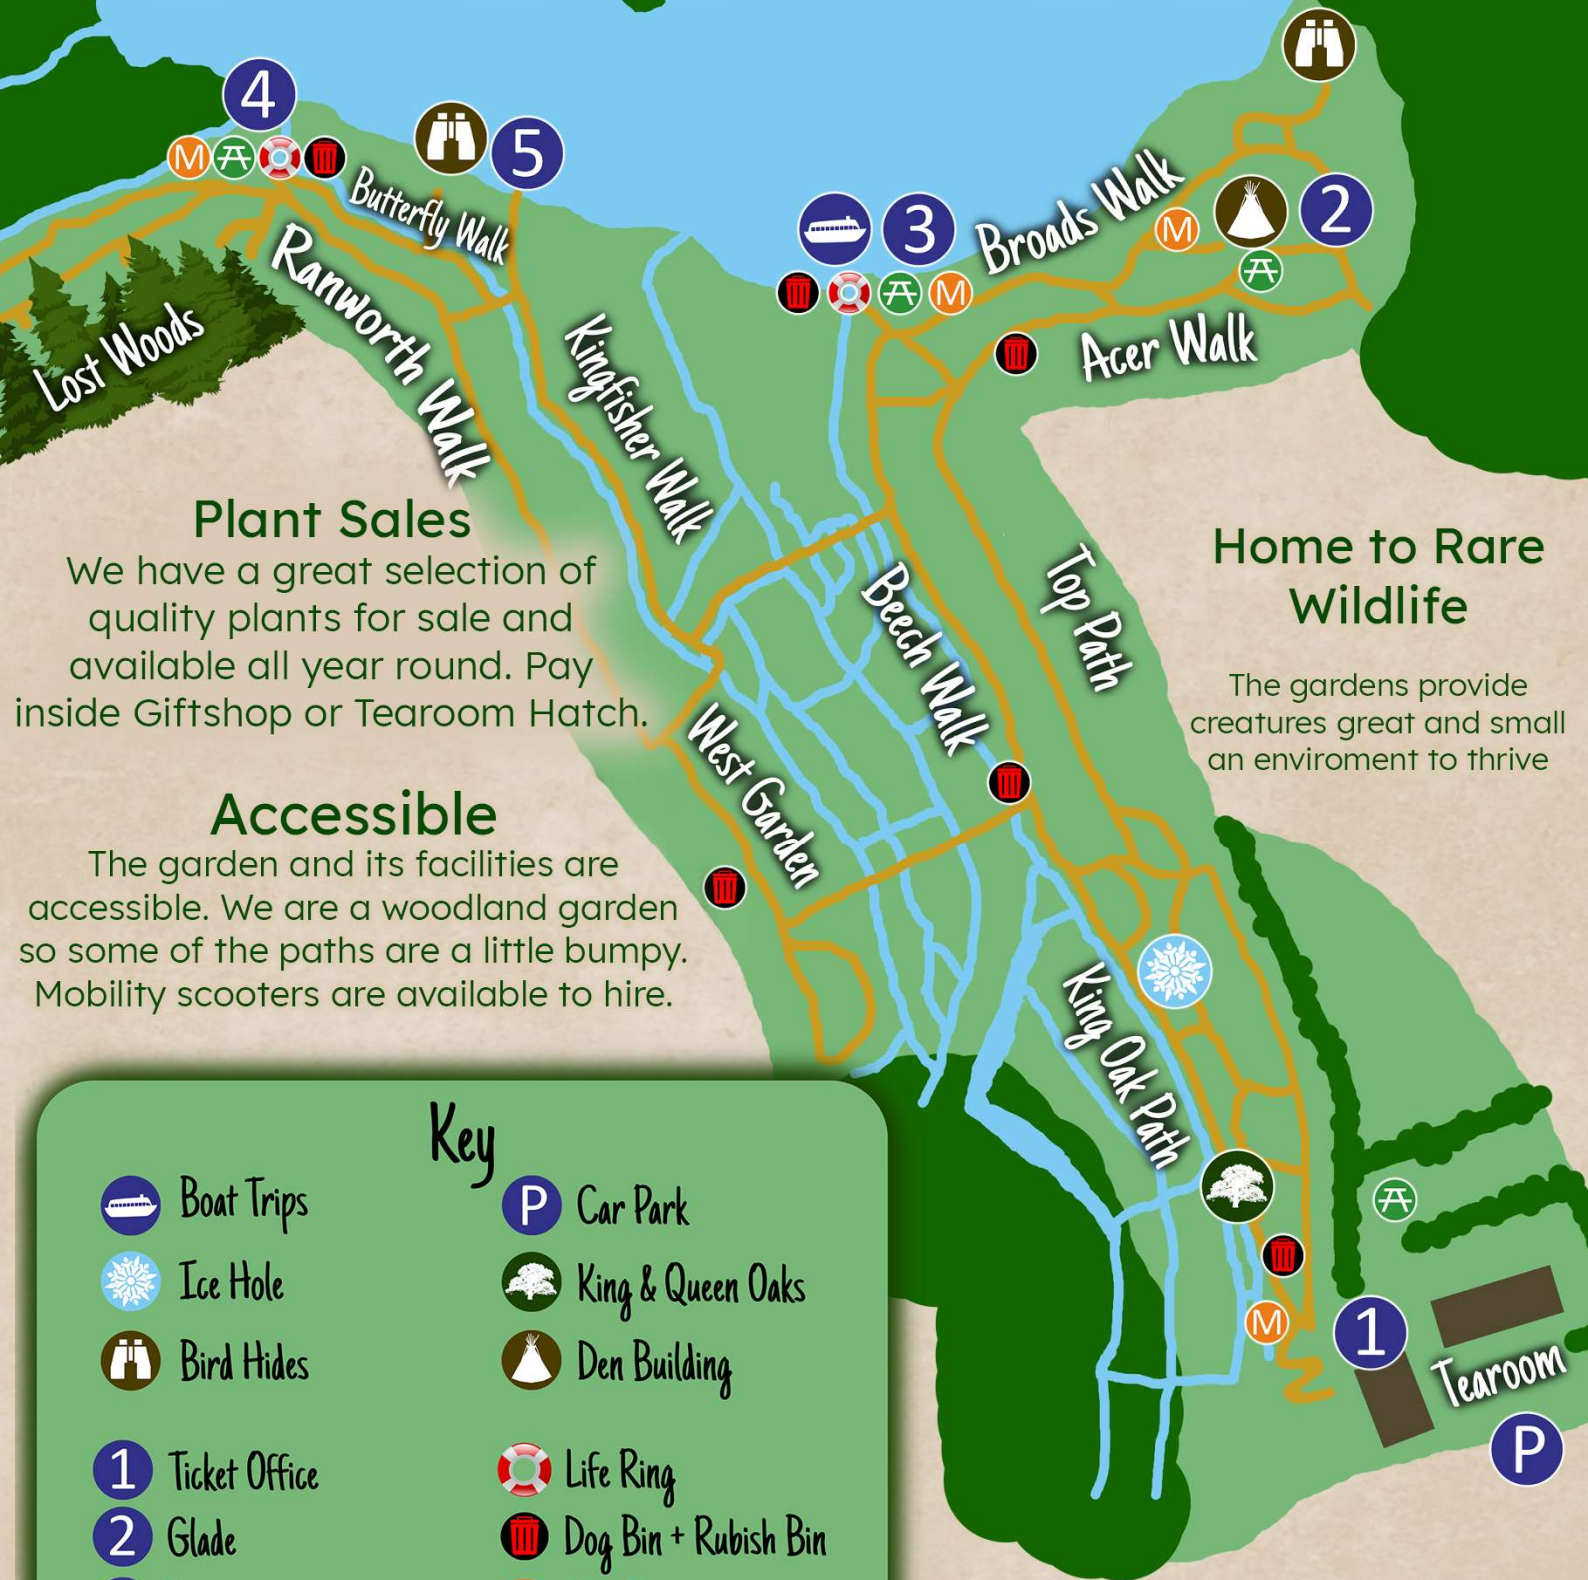 4
5
M
Butterfly Walk
3
Broads Walk
M
2
M
Ranworth Walk
Lost Woods
Kingfisher Walk
Acer Walk
Plant Sales
We have a great selection of
quality plants for sale and
available all year round. Pay
inside Giftshop or Tearoom Hatch.
Beech Walk
Top Path
Home to Rare
Wildlife
The gardens provide
creatures great and small
an enviroment to thrive
West Garden
Accessible
The garden and its facilities are
accessible. We are a woodland garden
so some of the paths are a little bumpy.
Mobility scooters are available to hire.
King Oak Path
M
1
Tearoom
P
Key
Boat Trips
P Car Park
Ice Hole
King & Queen Oaks
Bird Hides
Den Building
1 Ticket Office
Life Ring
2 Glade
Dog Bin + Rubish Bin